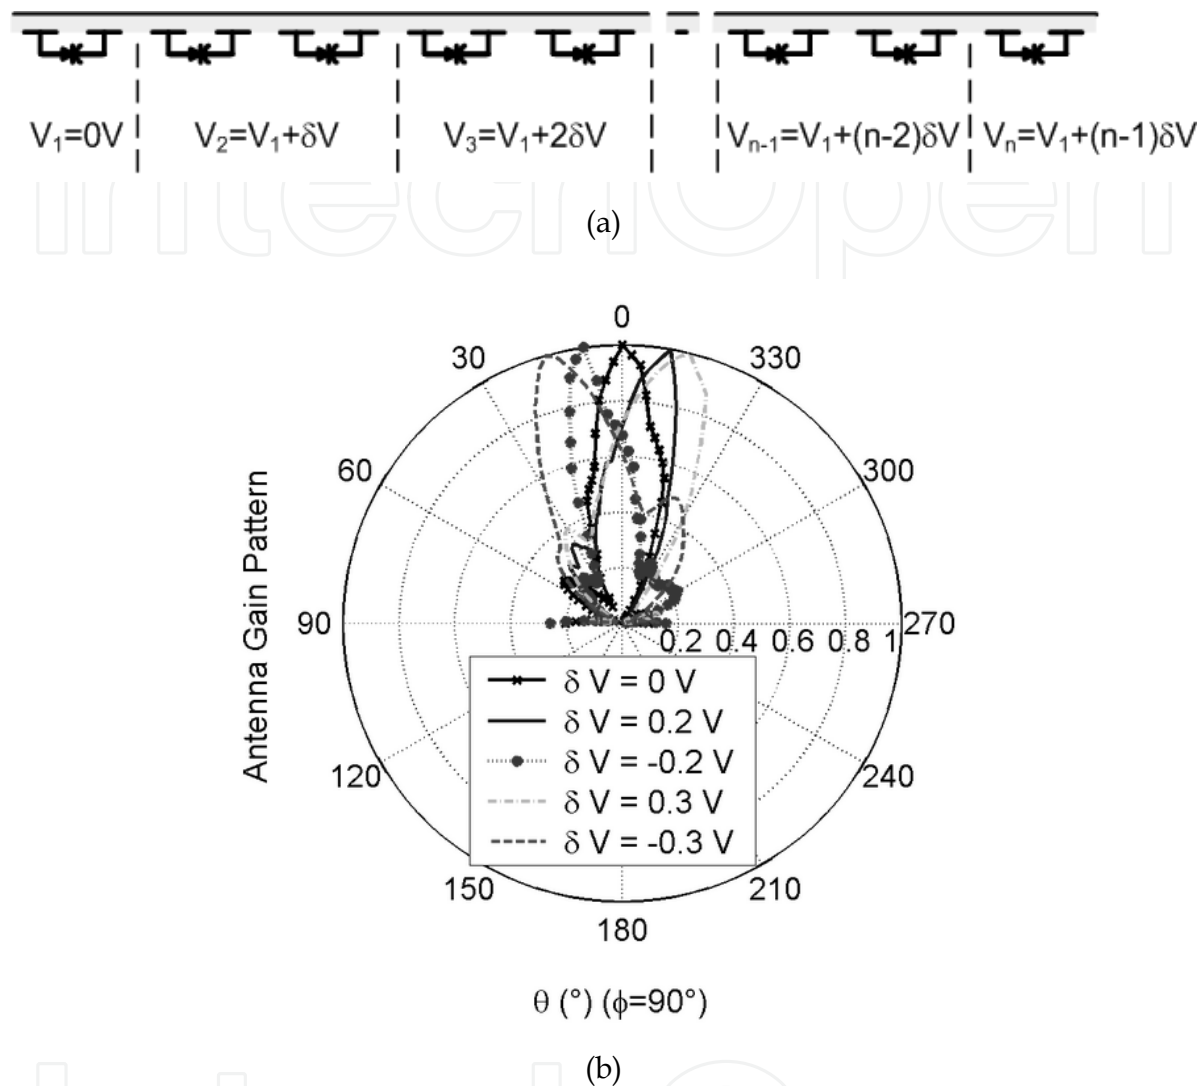 V1=0V V2=V1+δV V3=V1+2δV Vn-1=V1+(n-2)δV Vn=V1+(n-1)δV
intechopen
(a)
0
30 330
60 300
90 270
0.2 0.4 0.6 0.8 1
120 240
150 210
180
Antenna Gain Pattern
δ V = 0 V
δ V = 0.2 V
δ V = -0.2 V
δ V = 0.3 V
δ V = -0.3 V
θ (°) (ϕ=90°)
(b)